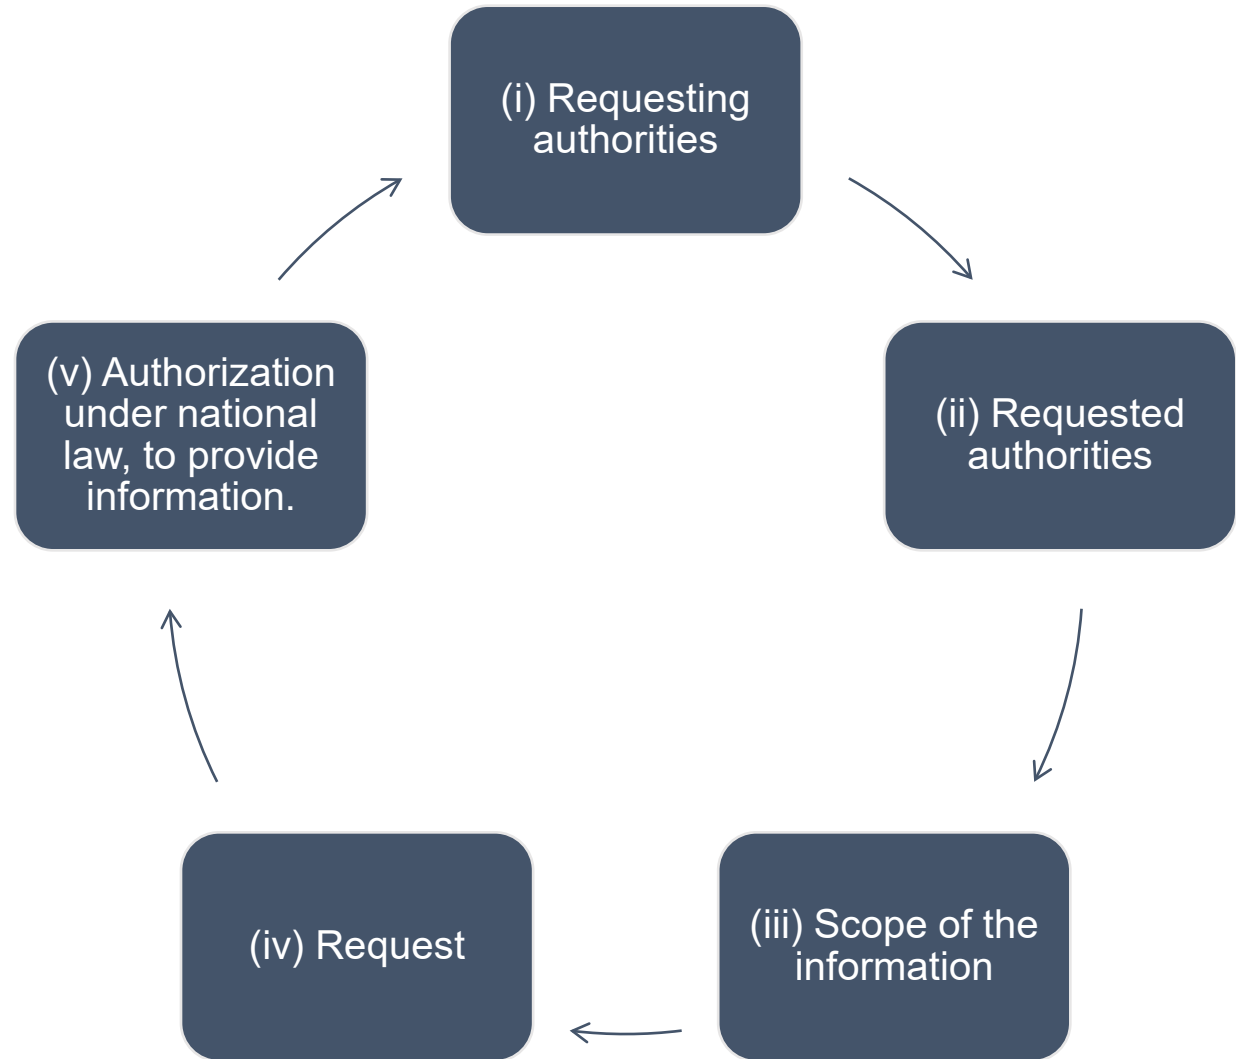 (i) Requesting
authorities
(ii) Requested
authorities
(iii) Scope of the
information
(iv) Request
(v) Authorization
under national
law, to provide
information.